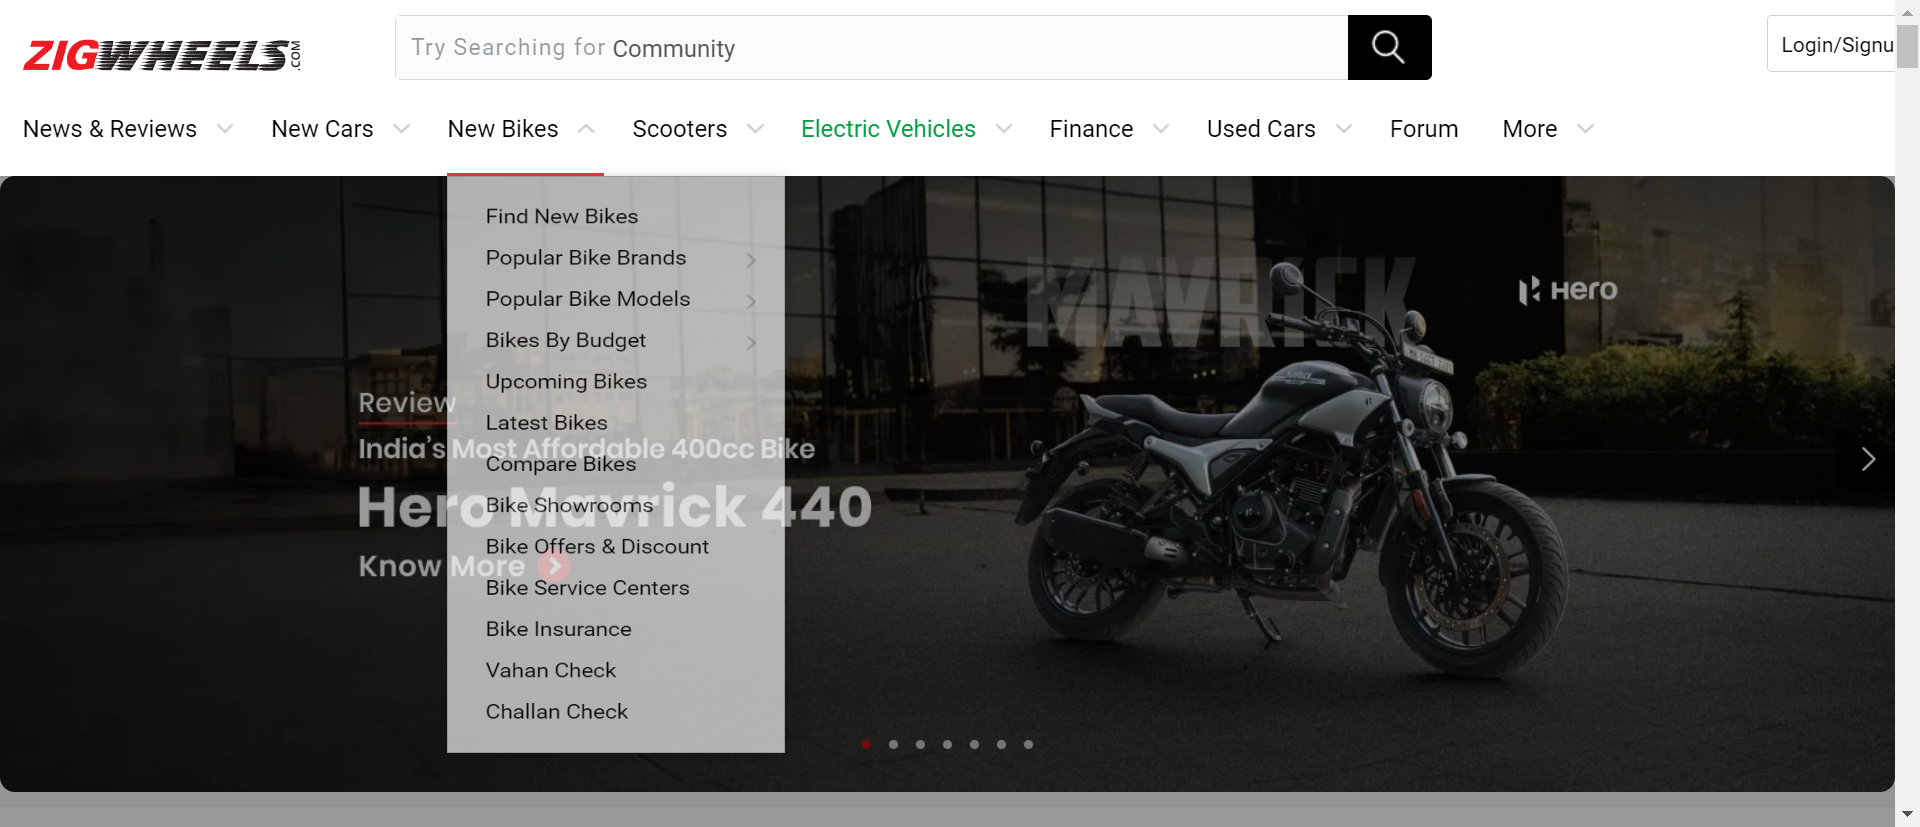 ZIGWHEELS.COM
Try Searching for Community
Login/Signu
News & Reviews New Cars New Bikes Scooters Electric Vehicles Finance Used Cars Forum More
Find New Bikes
Popular Bike Brands
Popular Bike Models
Bikes By Budget
Upcoming Bikes
Latest Bikes
Compare Bikes
Bike Showrooms
Bike Offers & Discount
Bike Service Centers
Bike Insurance
Vahan Check
Challan Check
Review
India's Most Affordable 400cc Bike
Hero Mavrick 440
Know More
MAVRICK
Hero